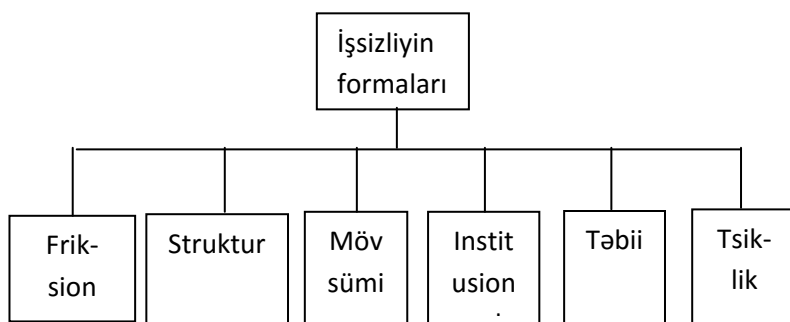 İşsizliyin
formaları
Frik-
sion
Struktur
Möv
sümi
Instit
usion
Təbii
Tsik-
lik